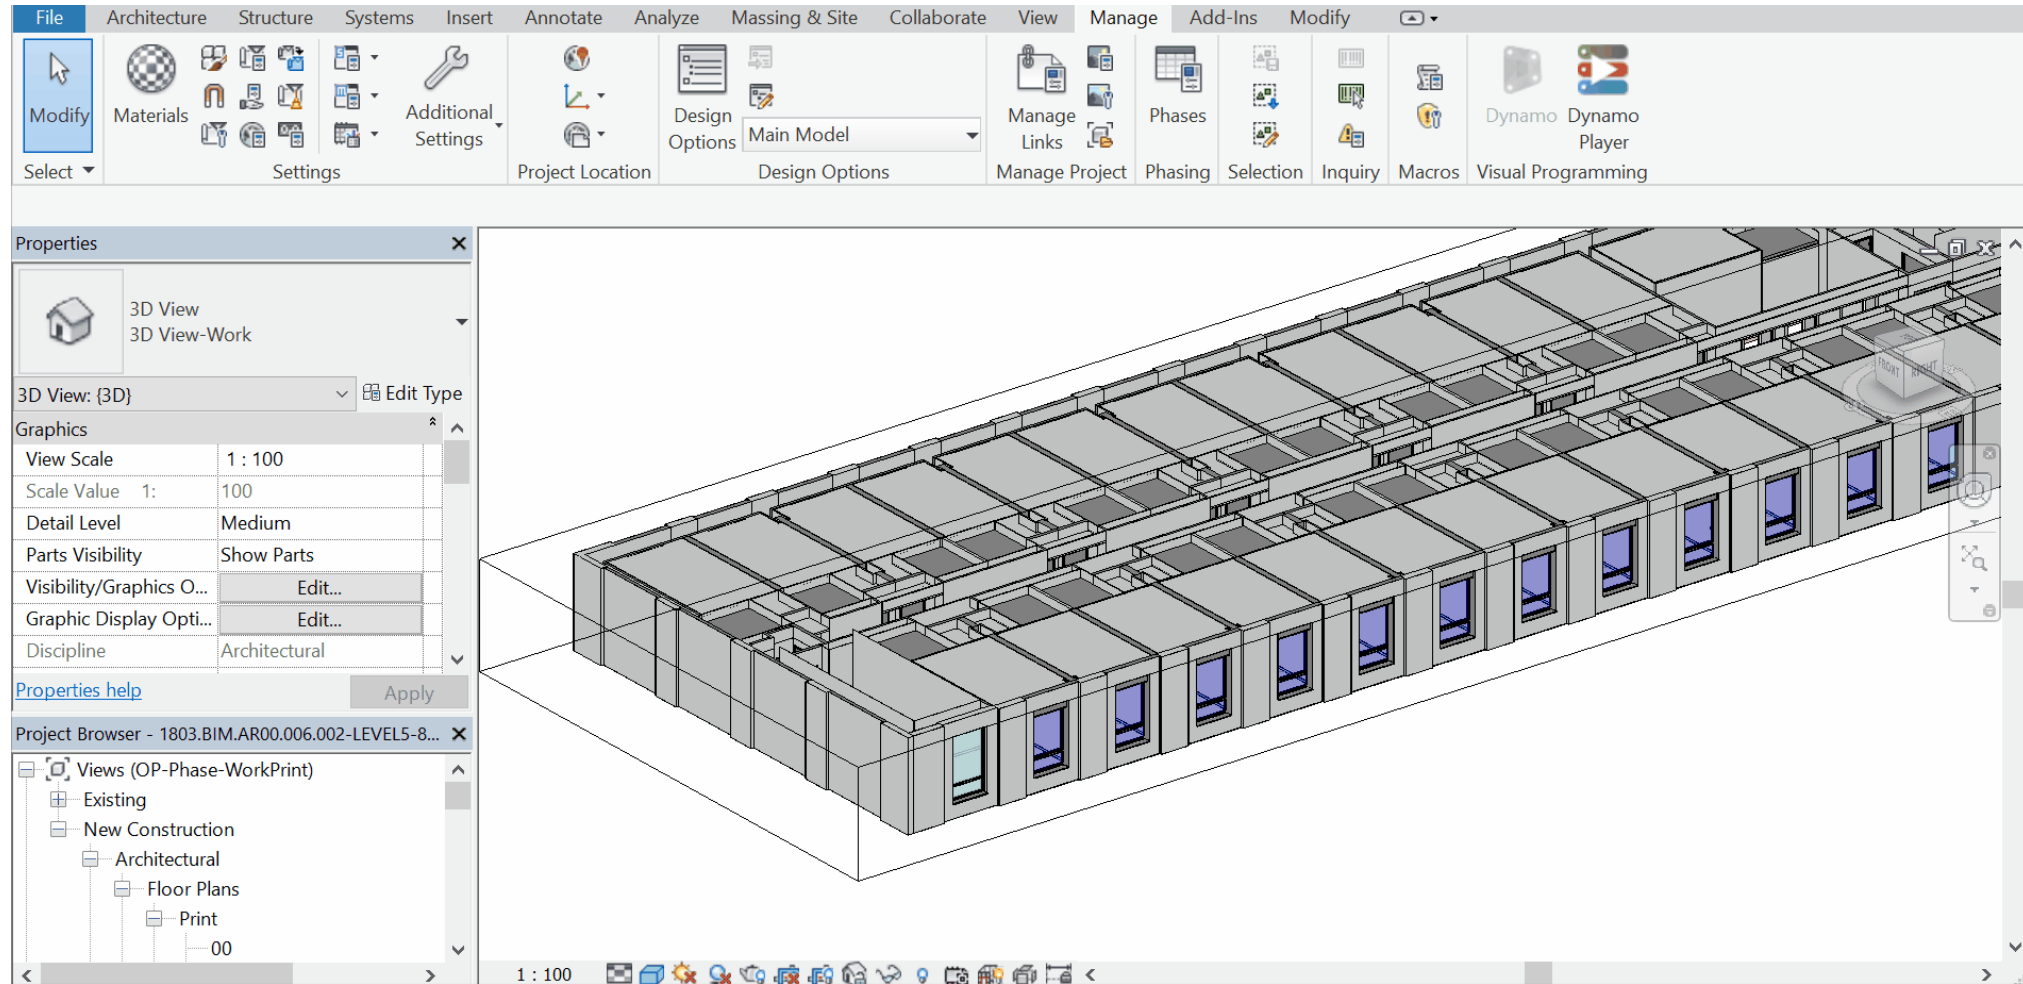 File Architecture Structure Systems Insert Annotate Analyze Massing & Site Collaborate View Manage Add-Ins Modify
Modify
Materials
Additional
Settings
Design
Options
Main Model
Manage
Links
Phases
Dynamo
Dynamo
Player
Select Settings Project Location Design Options Manage Project Phasing Selection Inquiry Macros Visual Programming
Properties
3D View
3D View-Work
3D View: {3D}
Edit Type
Graphics
View Scale 1 : 100
Scale Value 1: 100
Detail Level Medium
Parts Visibility Show Parts
Visibility/Graphics O... Edit...
Graphic Display Opti... Edit...
Discipline Architectural
Properties help
Apply
Project Browser - 1803.BIM.AR00.006.002-LEVEL5-8...
Views (OP-Phase-WorkPrint)
Existing
New Construction
Architectural
Floor Plans
Print
00
FRONT RIGHT
1 : 100